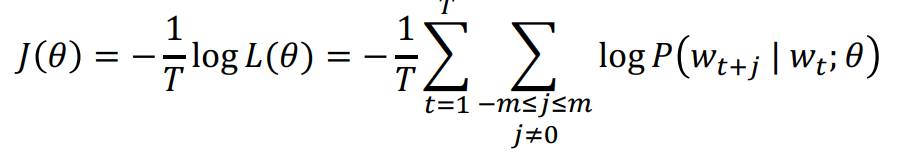 J(θ) = −1/T log L(θ) = −1/T ∑_{t=1}^{T} ∑_{−m≤j≤m, j≠0} log P(w_{t+j} | w_t; θ)